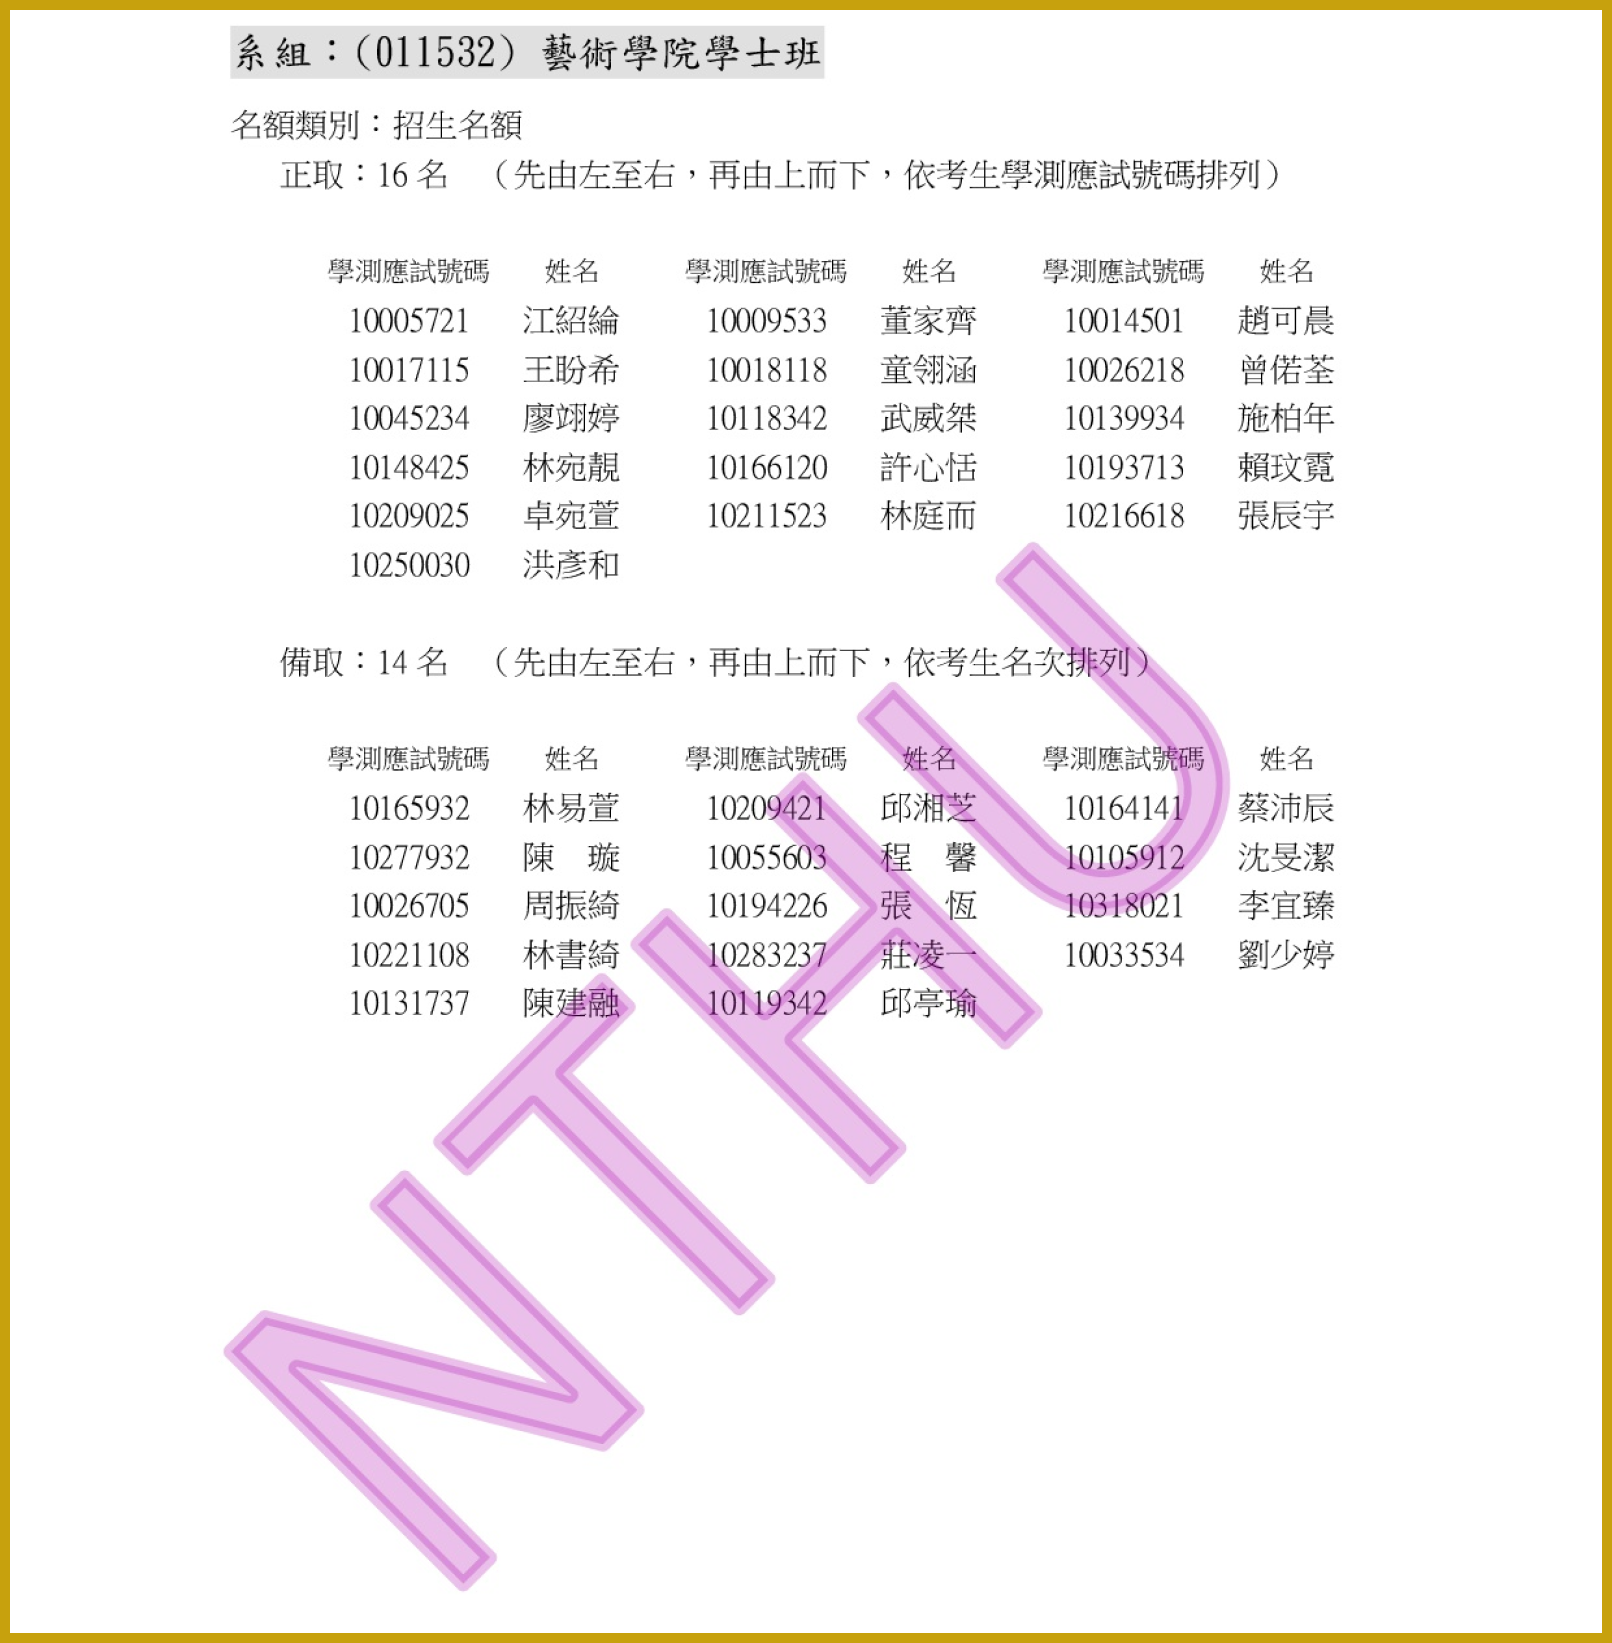 系組：(011532) 藝術學院學士班
名額類別：招生名額
正取：16 名 （先由左至右，再由上而下，依考生學測應試號碼排列）
學測應試號碼 姓名 學測應試號碼 姓名 學測應試號碼 姓名
10005721 江紹綸 10009533 董家齊 10014501 趙可晨
10017115 王盼希 10018118 童翎涵 10026218 曾偌荃
10045234 廖翊婷 10118342 武威桀 10139934 施柏年
10148425 林宛靚 10166120 許心恬 10193713 賴玟霓
10209025 卓宛萱 10211523 林庭而 10216618 張辰宇
10250030 洪彥和
備取：14 名 （先由左至右，再由上而下，依考生名次排列）
學測應試號碼 姓名 學測應試號碼 姓名 學測應試號碼 姓名
10165932 林易萱 10209421 邱湘芝 10164141 蔡沛辰
10277932 陳　璇 10055603 程　馨 10105912 沈旻潔
10026705 周振綺 10194226 張　恆 10318021 李宜臻
10221108 林書綺 10283237 莊凌一 10033534 劉少婷
10131737 陳建融 10119342 邱亭瑜
NTHU